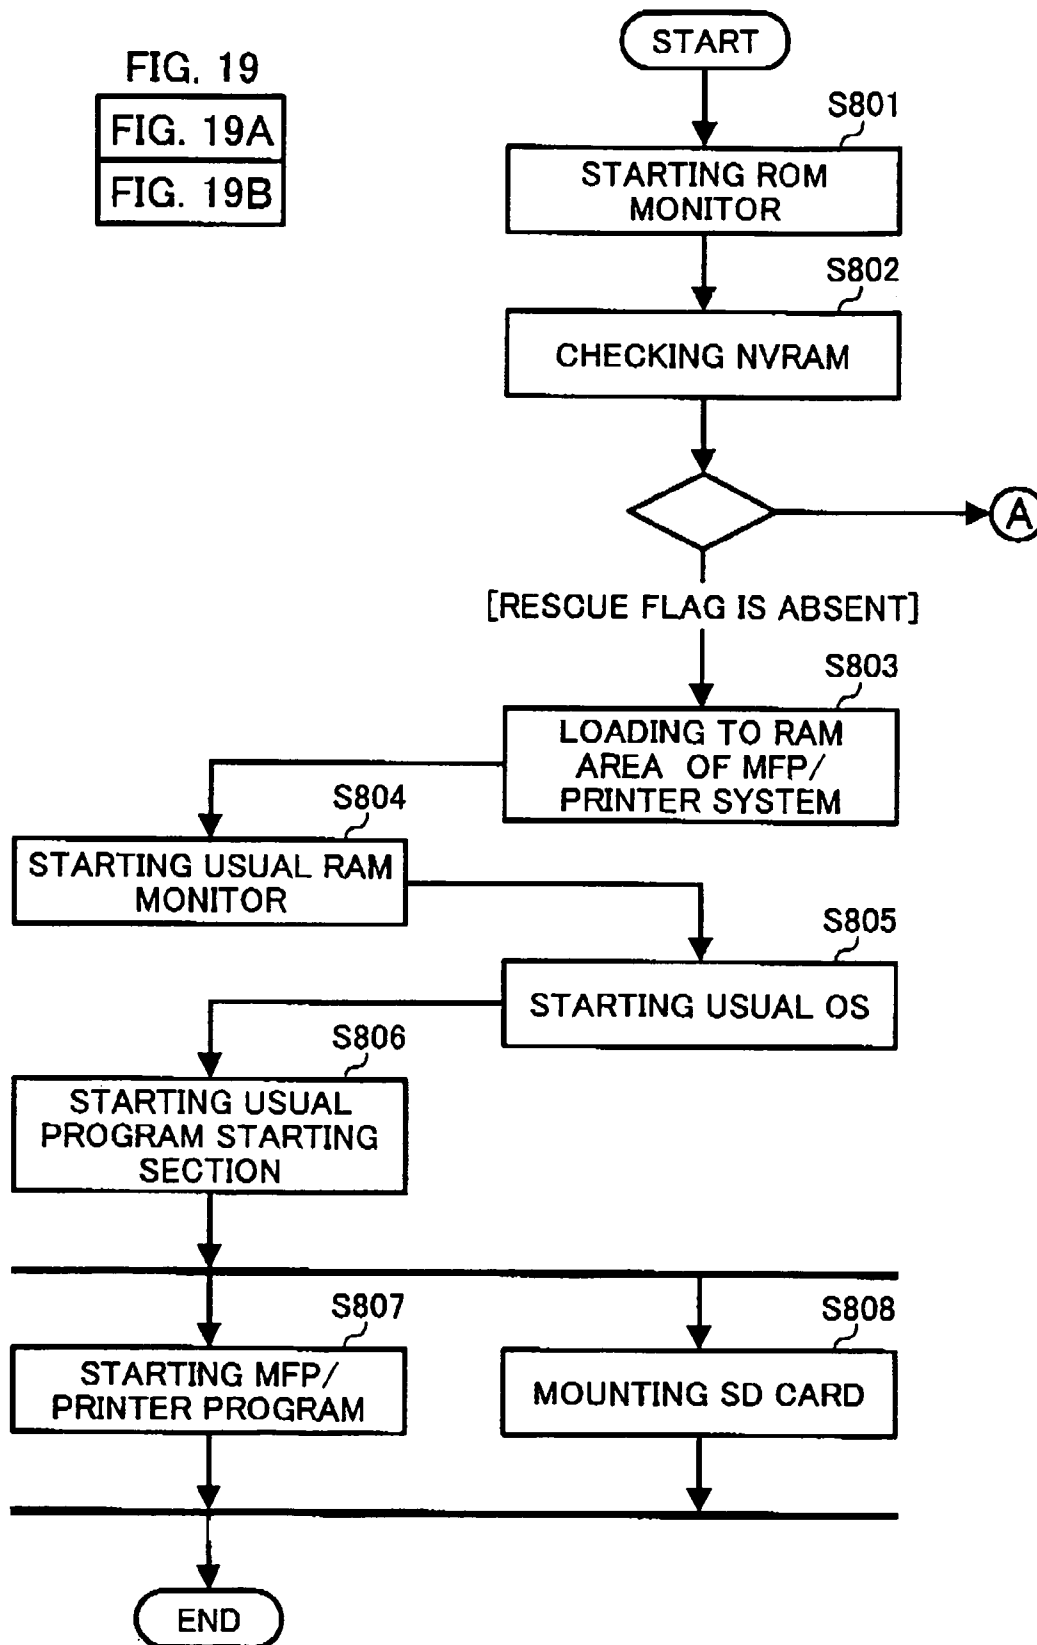 FIG. 19
FIG. 19A
FIG. 19B
START
S801
STARTING ROM
MONITOR
S802
CHECKING NVRAM
A
[RESCUE FLAG IS ABSENT]
S803
LOADING TO RAM
AREA OF MFP/
PRINTER SYSTEM
S804
STARTING USUAL RAM
MONITOR
S805
STARTING USUAL OS
S806
STARTING USUAL
PROGRAM STARTING
SECTION
S807
STARTING MFP/
PRINTER PROGRAM
S808
MOUNTING SD CARD
END